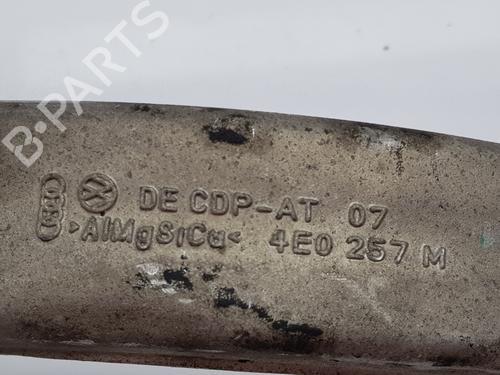 B-PARTS
DE CDP-AT 07
>AlMgSiCu< 4E0 257 M